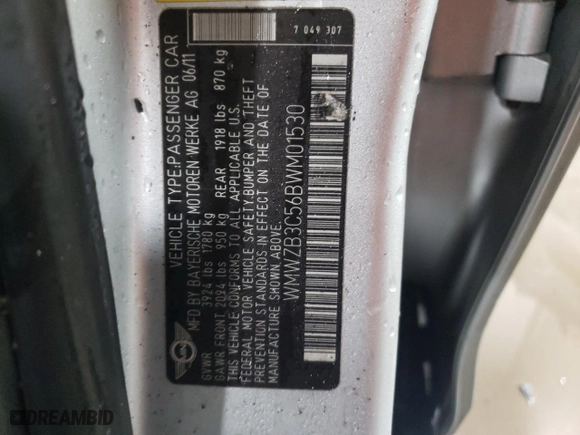 7 049 307
VEHICLE TYPE:PASSENGER CAR
MFD BY BAYERISCHE MOTOREN WERKE AG 06/11
GVWR 3924 lbs 1780 kg
GAWR FRONT 2094 lbs 950 kg REAR 1918 lbs 870 kg
THIS VEHICLE CONFORMS TO ALL APPLICABLE U.S.
FEDERAL MOTOR VEHICLE SAFETY,BUMPER AND THEFT
PREVENTION STANDARDS IN EFFECT ON THE DATE OF
MANUFACTURE SHOWN ABOVE.
WMWZB3C56BWM01530
DREAMBID